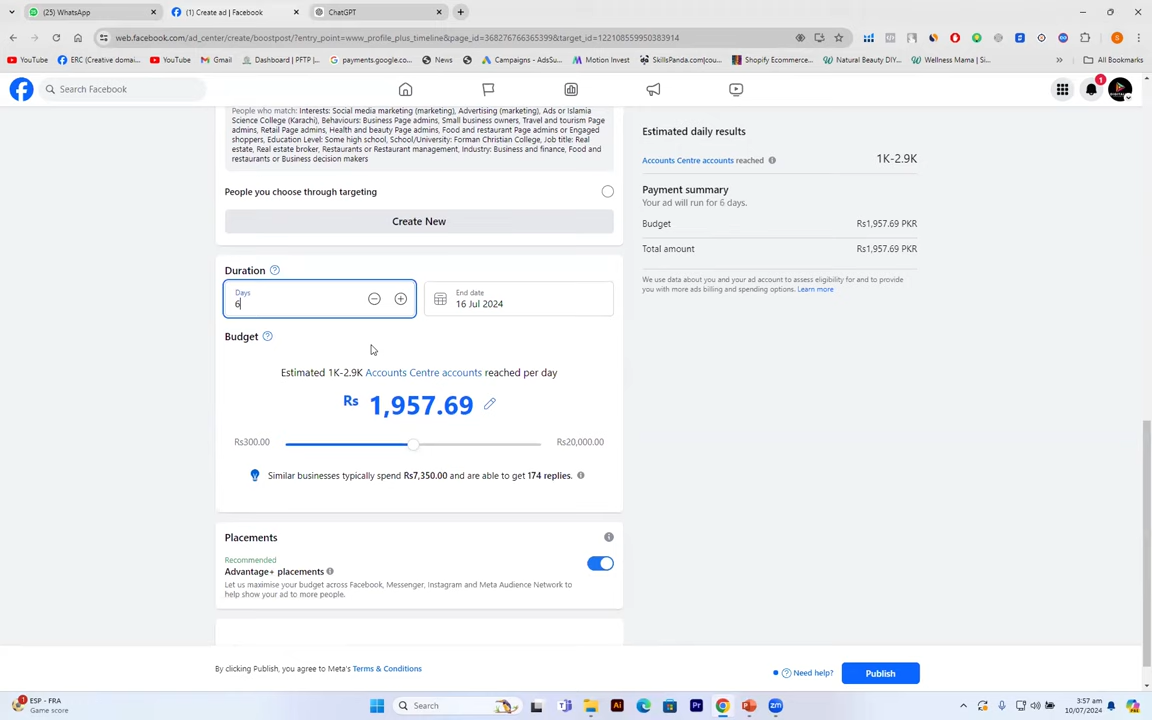 (25) WhatsApp
(1) Create ad | Facebook
ChatGPT
web.facebook.com/ad_center/create/boostpost/?entry_point=www_profile_plus_timeline&page_id=368276766365399&target_id=122108559950383914
YouTube
ERC (Creative domai...
YouTube
Gmail
Dashboard | PFTP |...
payments.google.co...
News
Campaigns - AdsSu...
Motion Invest
SkillsPanda.com|cou...
Shopify Ecommerce...
Natural Beauty DIY...
Wellness Mama | Si...
All Bookmarks
Search Facebook
1
People who match: Interests: Social media marketing (marketing), Advertising (marketing), Ads or Islamia
Science College (Karachi), Behaviours: Business Page admins, Small business owners, Travel and tourism Page
admins, Retail Page admins, Health and beauty Page admins, Food and restaurant Page admins or Engaged
shoppers, Education Level: Some high school, School/University: Forman Christian College, Job title: Real
estate, Real estate broker, Restaurants or Restaurant management, Industry: Business and finance, Food and
restaurants or Business decision makers
People you choose through targeting
Create New
Duration
Days
6
End date
16 Jul 2024
Budget
Estimated 1K-2.9K Accounts Centre accounts reached per day
Rs 1,957.69
Rs300.00
Rs20,000.00
Similar businesses typically spend Rs7,350.00 and are able to get 174 replies.
Placements
Recommended
Advantage+ placements
Let us maximise your budget across Facebook, Messenger, Instagram and Meta Audience Network to
help show your ad to more people.
Estimated daily results
Accounts Centre accounts reached
1K-2.9K
Payment summary
Your ad will run for 6 days.
Budget
Rs1,957.69 PKR
Total amount
Rs1,957.69 PKR
We use data about you and your ad account to assess eligibility for and to provide
you with more ads billing and spending options. Learn more
By clicking Publish, you agree to Meta's Terms & Conditions
Need help?
Publish
ESP - FRA
Game score
Search
3:57 am
10/07/2024